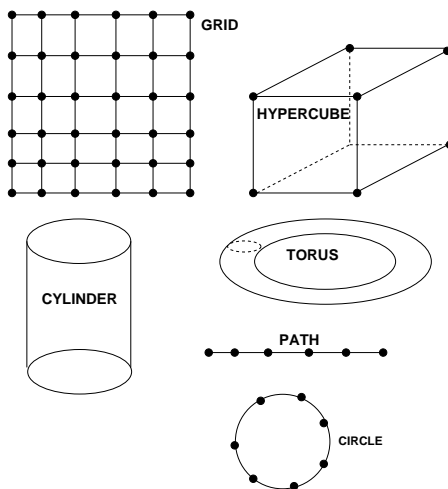 GRID
HYPERCUBE
CYLINDER
TORUS
PATH
CIRCLE